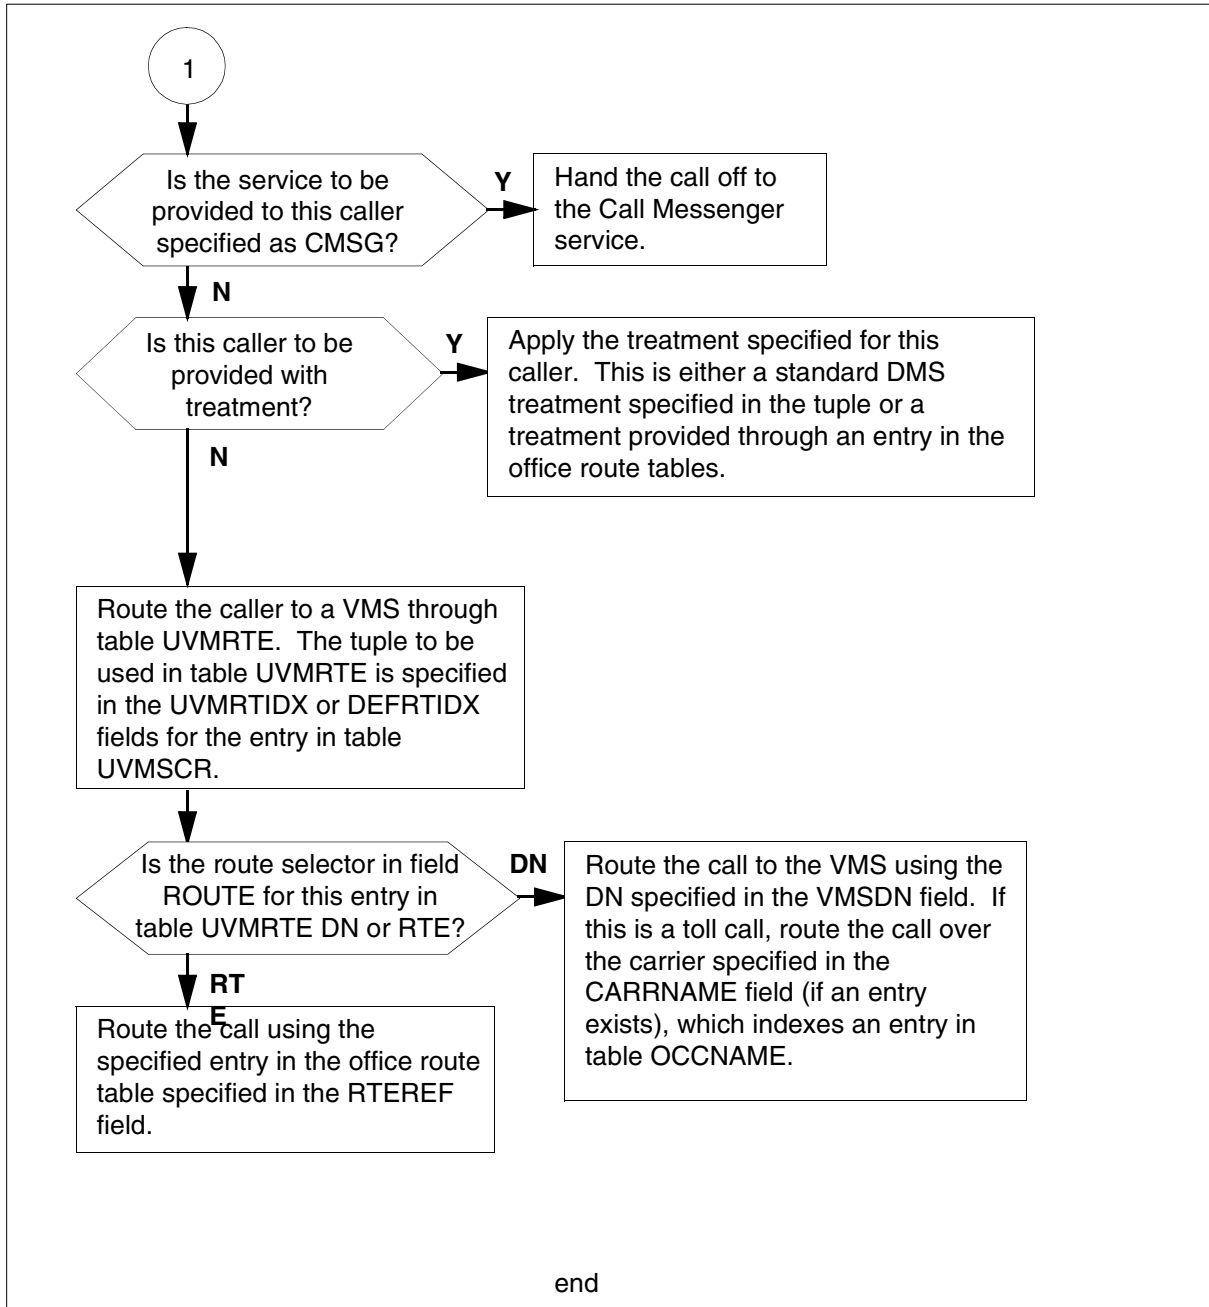 1
Is the service to be
provided to this caller
specified as CMSG?
Y
Hand the call off to
the Call Messenger
service.
N
Is this caller to be
provided with
treatment?
Y
Apply the treatment specified for this
caller.  This is either a standard DMS
treatment specified in the tuple or a
treatment provided through an entry in the
office route tables.
N
Route the caller to a VMS through
table UVMRTE.  The tuple to be
used in table UVMRTE is specified
in the UVMRTIDX or DEFRTIDX
fields for the entry in table
UVMSCR.
Is the route selector in field
ROUTE for this entry in
table UVMRTE DN or RTE?
DN
Route the call to the VMS using the
DN specified in the VMSDN field.  If
this is a toll call, route the call over
the carrier specified in the
CARRNAME field (if an entry
exists), which indexes an entry in
table OCCNAME.
RT
E
Route the call using the
specified entry in the office route
table specified in the RTEREF
field.
end